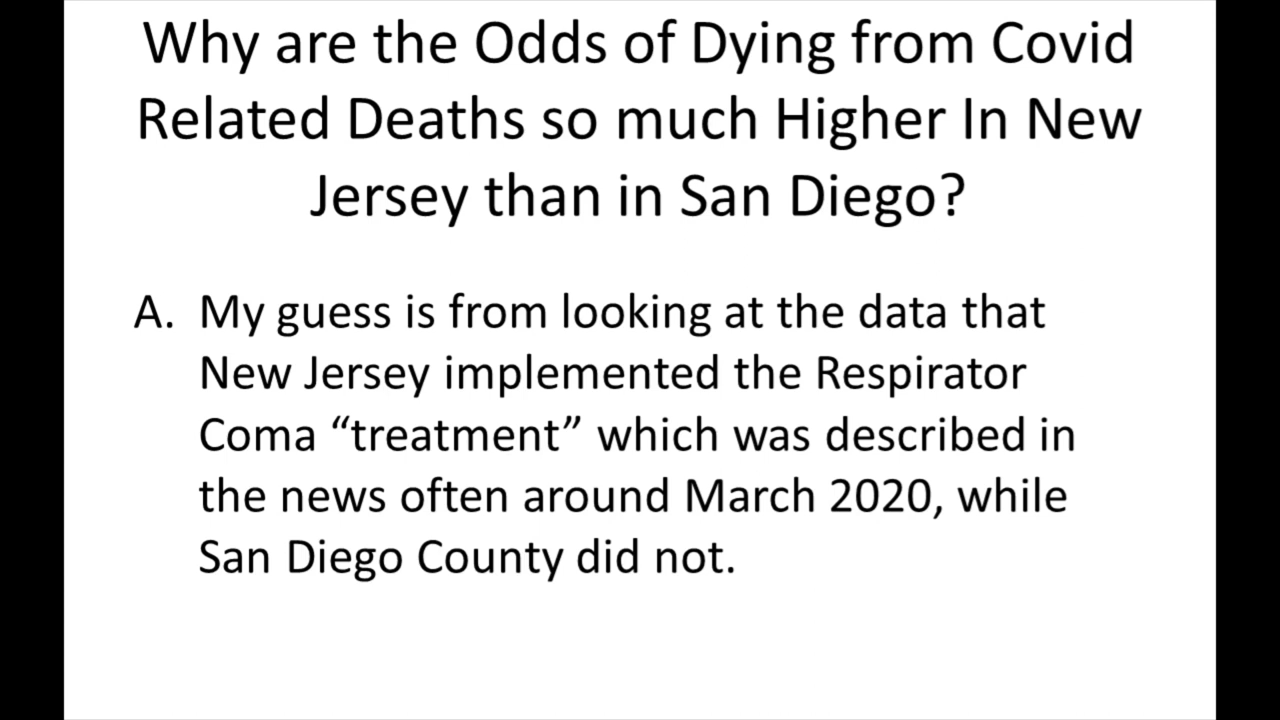 Why are the Odds of Dying from Covid
Related Deaths so much Higher In New
Jersey than in San Diego?
A. My guess is from looking at the data that
New Jersey implemented the Respirator
Coma “treatment” which was described in
the news often around March 2020, while
San Diego County did not.